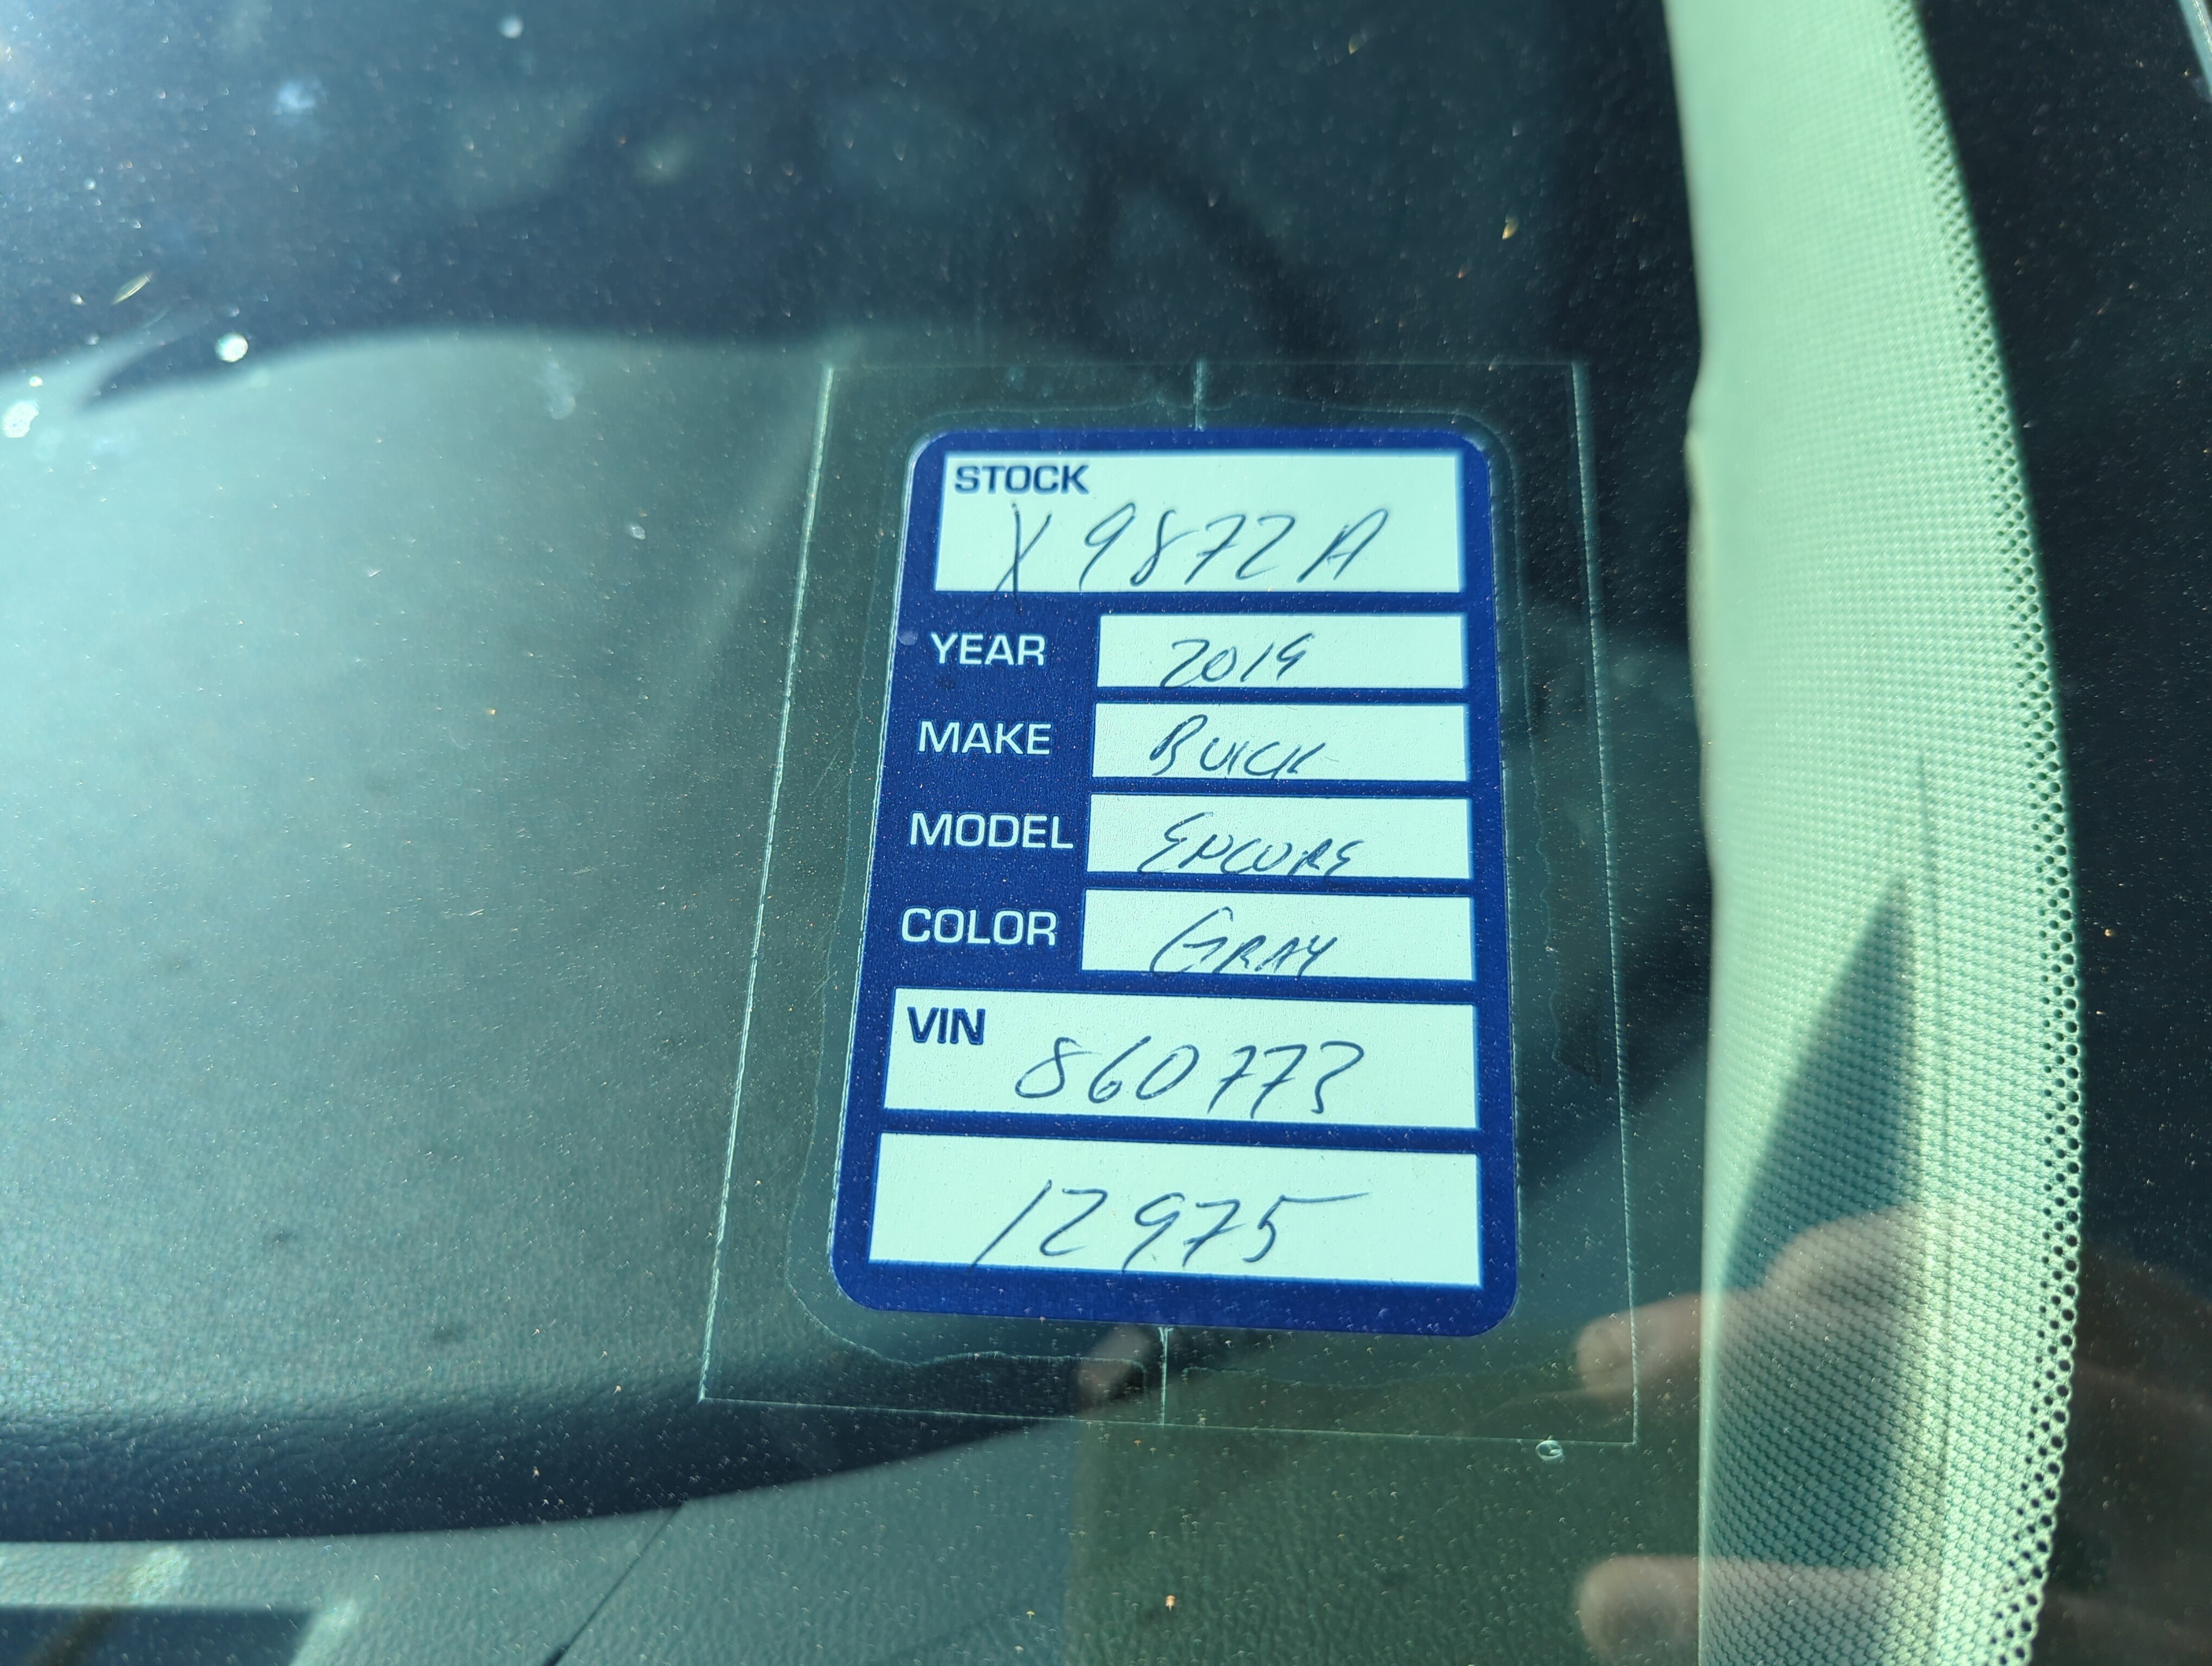 STOCK
X9872A
YEAR 2019
MAKE BUICK
MODEL ENCORE
COLOR GRAY
VIN
860773
12975